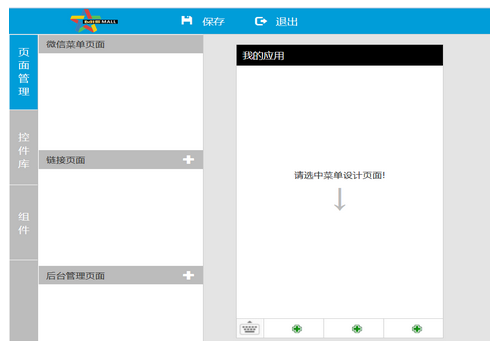 MALL
保存
退出
页面管理
微信菜单页面
我的应用
控件库
链接页面
请选中菜单设计页面!
组件
后台管理页面